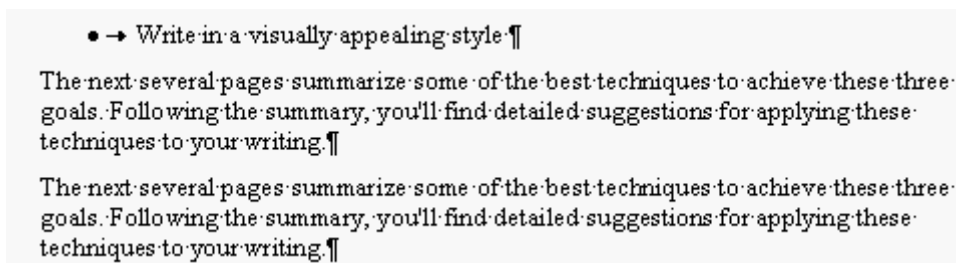 • → Write in a visually appealing style ¶
The next several pages summarize some of the best techniques to achieve these three
goals. Following the summary, you'll find detailed suggestions for applying these
techniques to your writing.¶
The next several pages summarize some of the best techniques to achieve these three
goals. Following the summary, you'll find detailed suggestions for applying these
techniques to your writing.¶